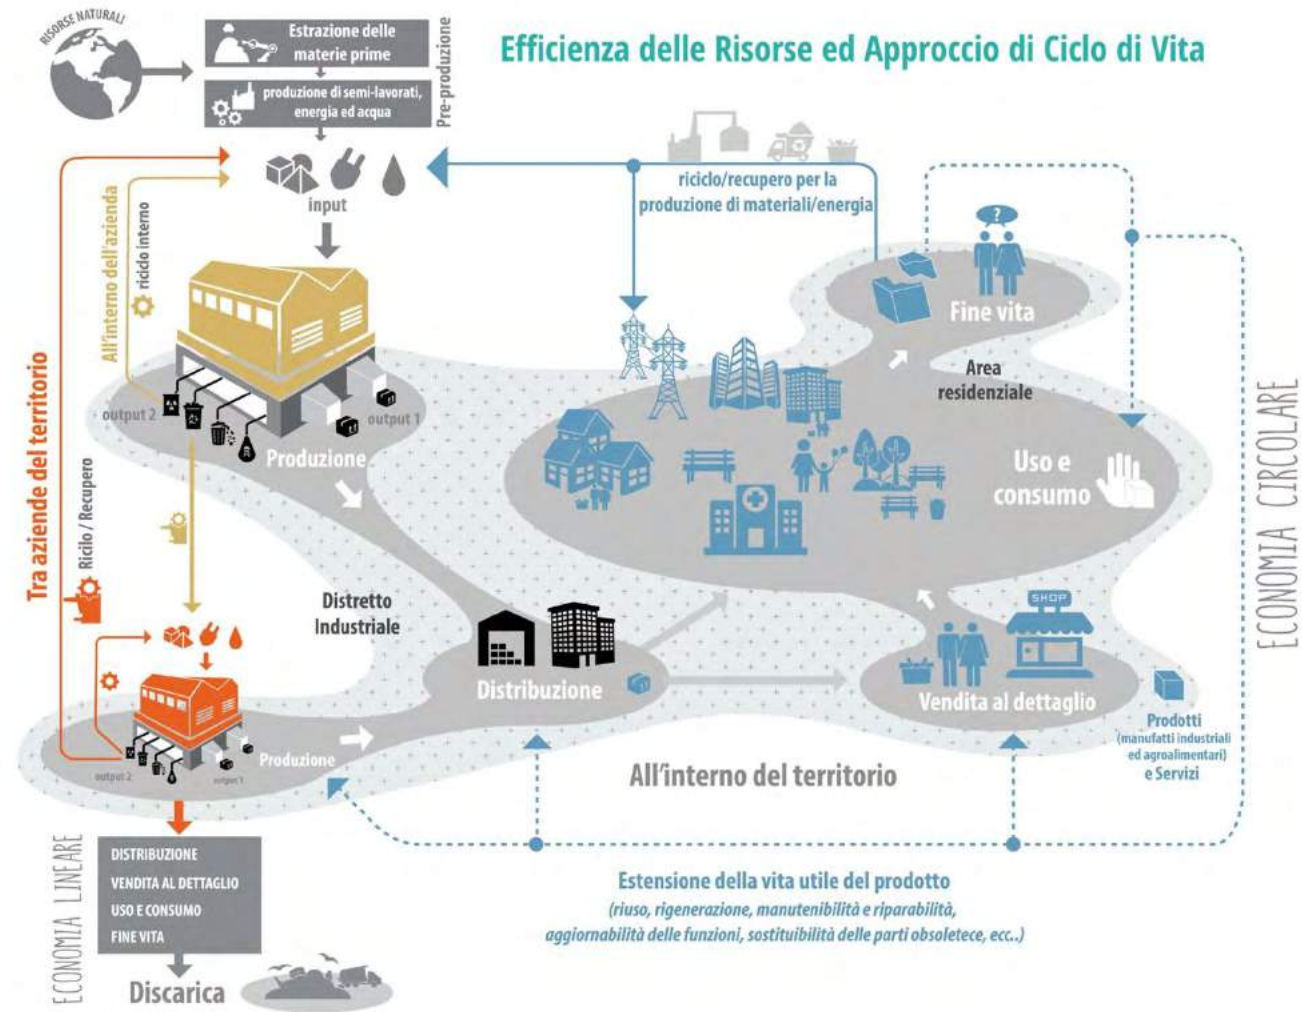 RISORSE NATURALI
Estrazione delle
materie prime
produzione di semi-lavorati,
energia ed acqua
Pre-produzione
Efficienza delle Risorse ed Approccio di Ciclo di Vita
input
riciclo/recupero per la
produzione di materiali/energia
?
Fine vita
Area
residenziale
Uso e
consumo
ECONOMIA CIRCOLARE
All'interno dell'azienda
riciclo interno
output 2
output 1
Produzione
Tra aziende del territorio
Ricilo / Recupero
Distretto
Industriale
Distribuzione
SHOP
Vendita al dettaglio
Prodotti
(manufatti industriali
ed agroalimentari)
e Servizi
output 2
output 1
Produzione
All'interno del territorio
ECONOMIA LINEARE
DISTRIBUZIONE
VENDITA AL DETTAGLIO
USO E CONSUMO
FINE VITA
Discarica
Estensione della vita utile del prodotto
(riuso, rigenerazione, manutenibilità e riparabilità,
aggiornabilità delle funzioni, sostituibilità delle parti obsoletece, ecc..)